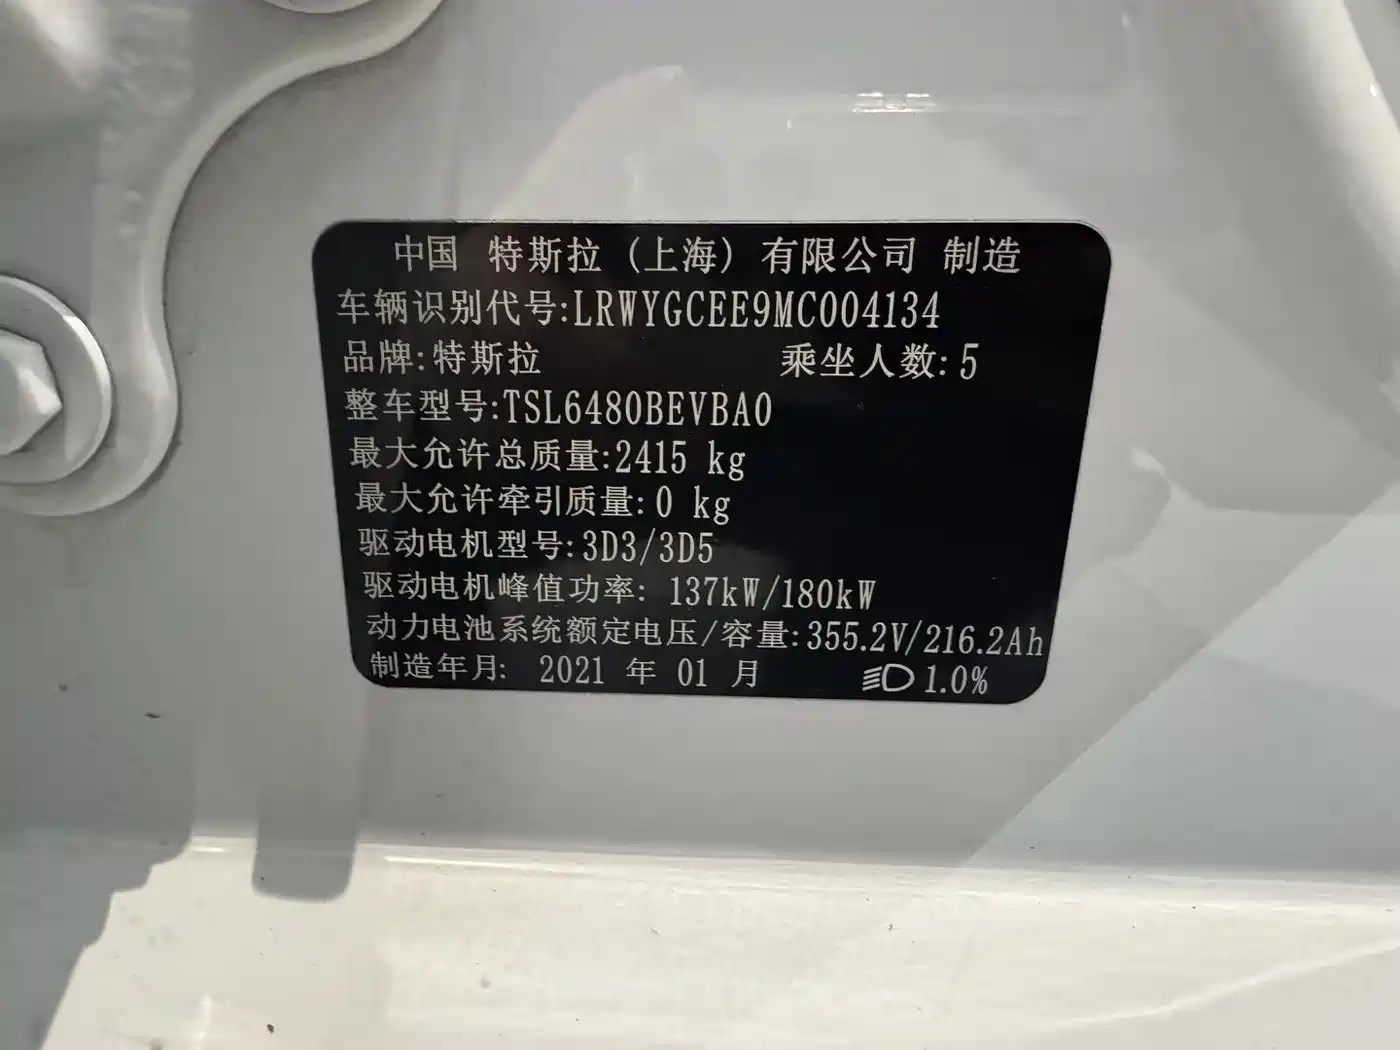 中国 特斯拉 (上海) 有限公司 制造
车辆识别代号:LRWYGCEE9MC004134
品牌:特斯拉 乘坐人数:5
整车型号:TSL6480BEVBA0
最大允许总质量:2415 kg
最大允许牵引质量:0 kg
驱动电机型号:3D3/3D5
驱动电机峰值功率: 137kW/180kW
动力电池系统额定电压/容量:355.2V/216.2Ah
制造年月: 2021 年 01 月 1.0%